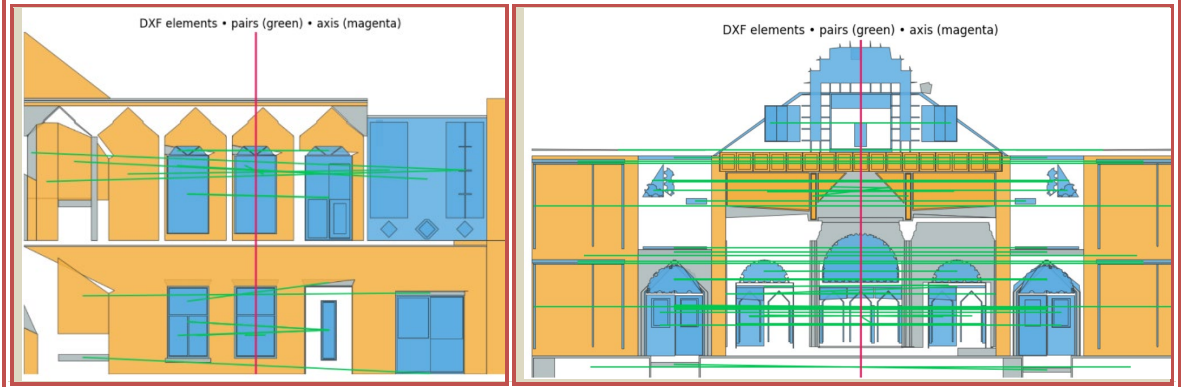 DXF elements • pairs (green) • axis (magenta)
DXF elements • pairs (green) • axis (magenta)